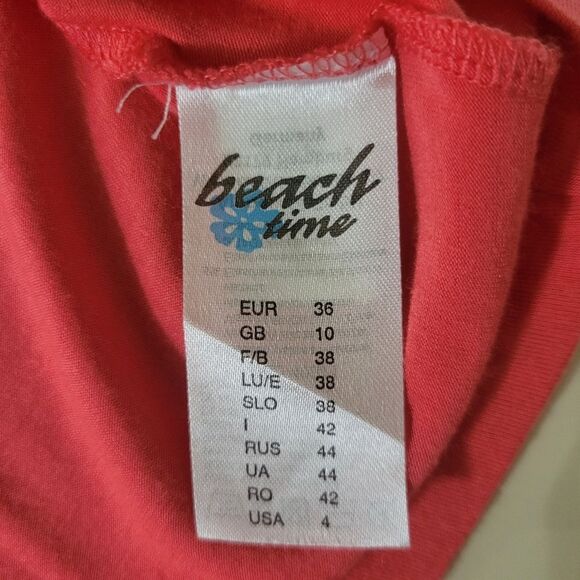 beach
time
EUR 36
GB 10
F/B 38
LU/E 38
SLO 38
I 42
RUS 44
UA 44
RO 42
USA 4